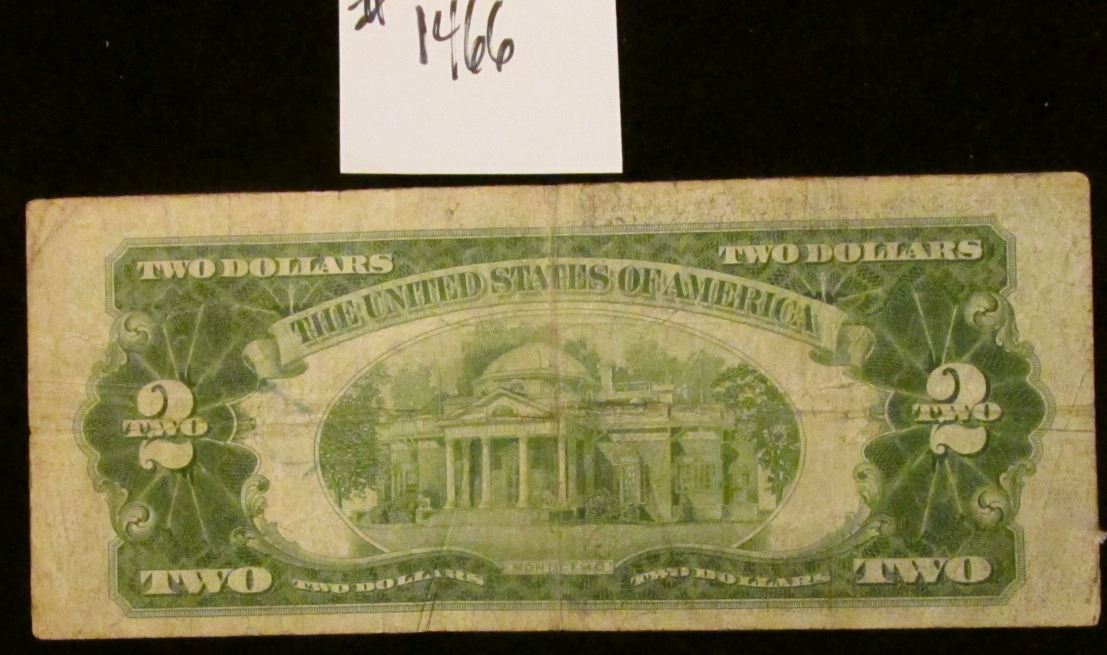 # 1466
TWO DOLLARS TWO DOLLARS
THE UNITED STATES OF AMERICA
2 2
TWO TWO
MONTICELLO
TWO TWO DOLLARS TWO DOLLARS TWO